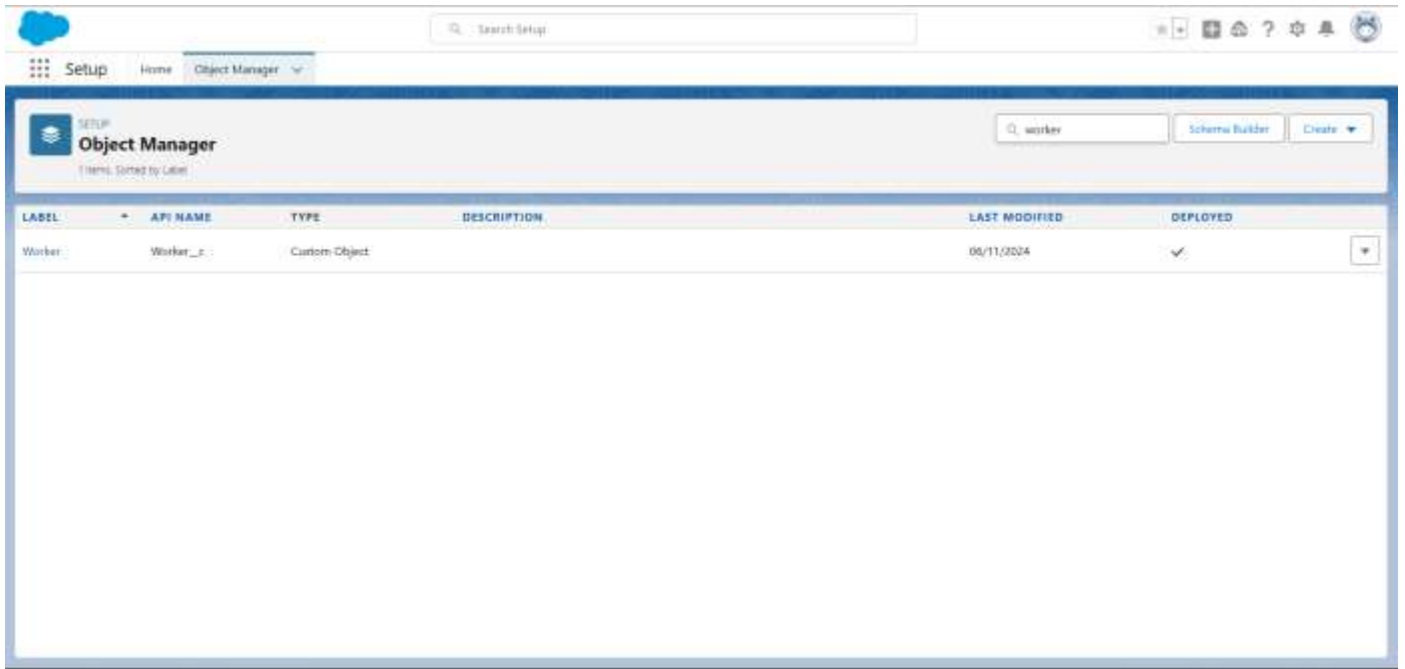 Search Setup
Setup Home Object Manager
SETUP
Object Manager
1 Items, Sorted by Label
worker
Schema Builder
Create
LABEL API NAME TYPE DESCRIPTION LAST MODIFIED DEPLOYED
Worker Worker__c Custom Object 06/11/2024